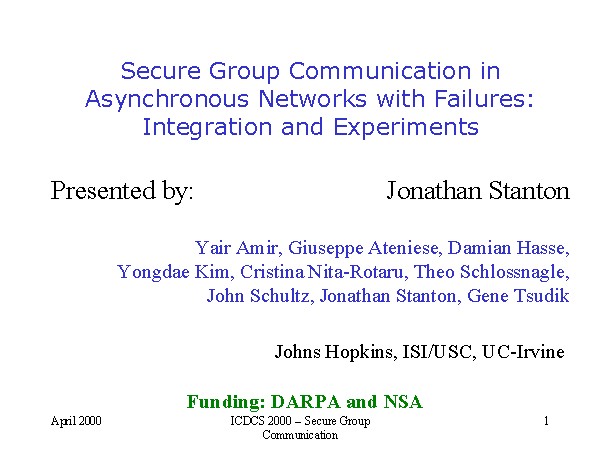 Secure Group Communication in
Asynchronous Networks with Failures:
Integration and Experiments
Presented by: Jonathan Stanton
Yair Amir, Giuseppe Ateniese, Damian Hasse,
Yongdae Kim, Cristina Nita-Rotaru, Theo Schlossnagle,
John Schultz, Jonathan Stanton, Gene Tsudik
Johns Hopkins, ISI/USC, UC-Irvine
Funding: DARPA and NSA
April 2000
ICDCS 2000 – Secure Group
Communication
1